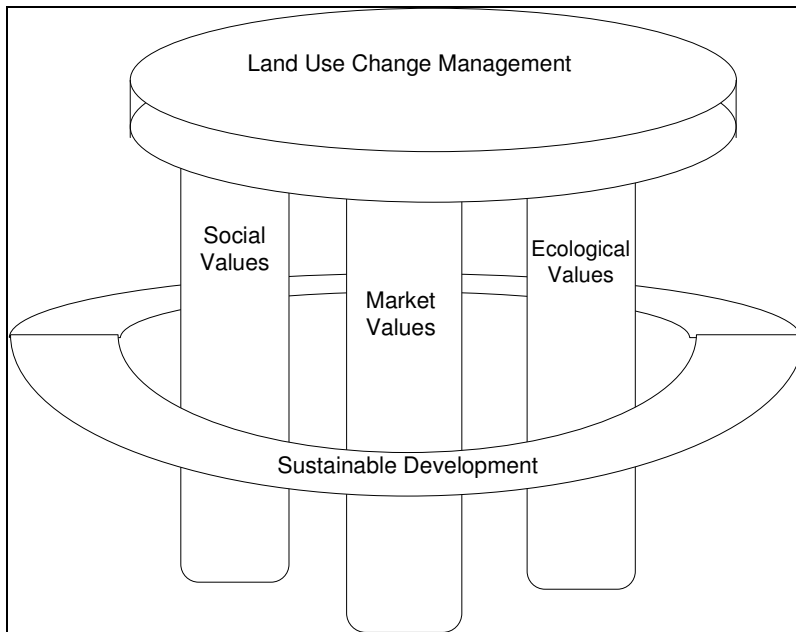 Land Use Change Management
Social
Values
Ecological
Values
Market
Values
Sustainable Development